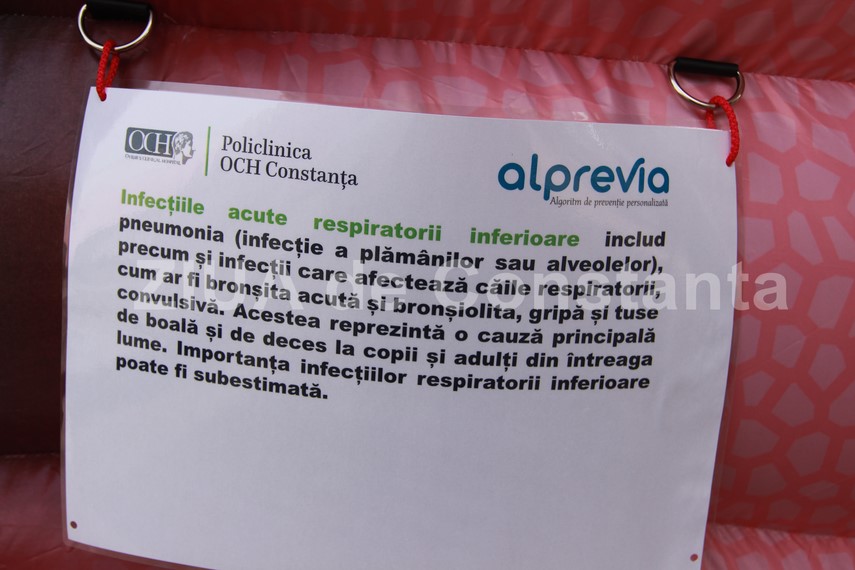 OCH
Policlinica
OCH Constanța
alprevia
Algoritm de prevenție personalizată
Infecțiile acute respiratorii inferioare includ
pneumonia (infecție a plămânilor sau alveolelor),
precum și infecții care afectează căile respiratorii,
cum ar fi bronșita acută și bronșiolita, gripă și tuse
convulsivă. Acestea reprezintă o cauză principală
de boală și de deces la copii și adulți din întreaga
lume. Importanța infecțiilor respiratorii inferioare
poate fi subestimată.
ZIUA de Constanta